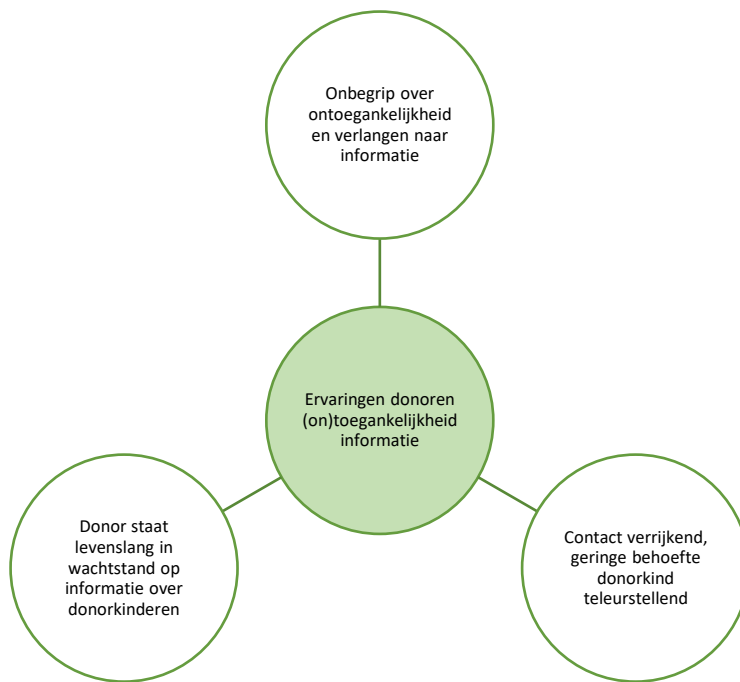 Onbegrip over
ontoegankelijkheid
en verlangen naar
informatie
Ervaringen donoren
(on)toegankelijkheid
informatie
Donor staat
levenslang in
wachtstand op
informatie over
donorkinderen
Contact verrijkend,
geringe behoefte
donorkind
teleurstellend